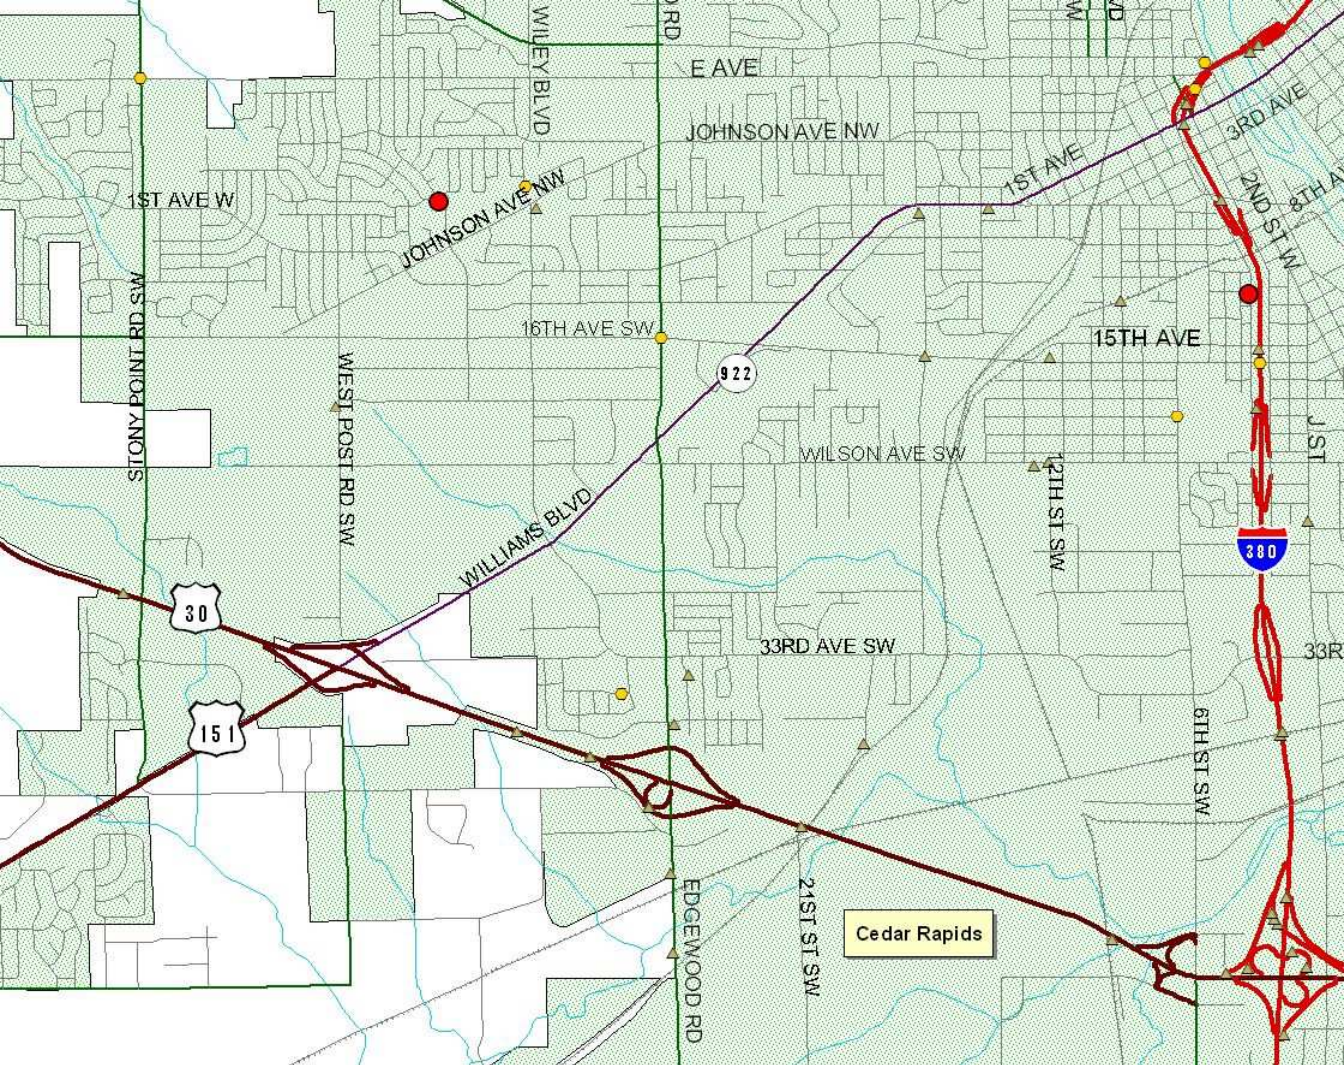 WILEY BLVD
E AVE
JOHNSON AVE NW
3RD AVE
1ST AVE
1ST AVE W
JOHNSON AVE NW
2ND ST W
STONY POINT RD SW
16TH AVE SW
15TH AVE
WEST POST RD SW
922
J ST
WILSON AVE SW
12TH ST SW
WILLIAMS BLVD
380
30
33RD AVE SW
151
6TH ST SW
EDGEWOOD RD
21ST ST SW
Cedar Rapids